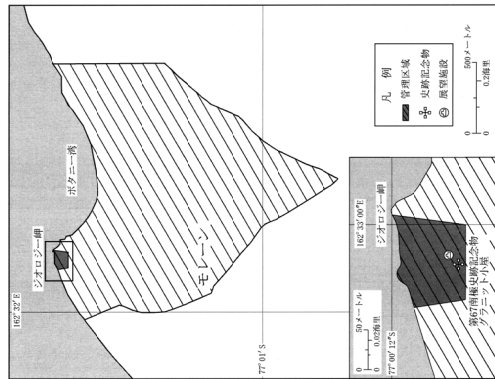 162° 32′ E
ジオロジー岬
ボタニー湾
モレーン
77° 01′ S
凡 例
管理区域
史跡記念物
展望施設
500メートル
0.2海里
0
162° 33′ 00″E
ジオロジー岬
50メートル
0.02海里
0
77° 00′ 12″S
第67南極史跡記念物
グラニット小屋